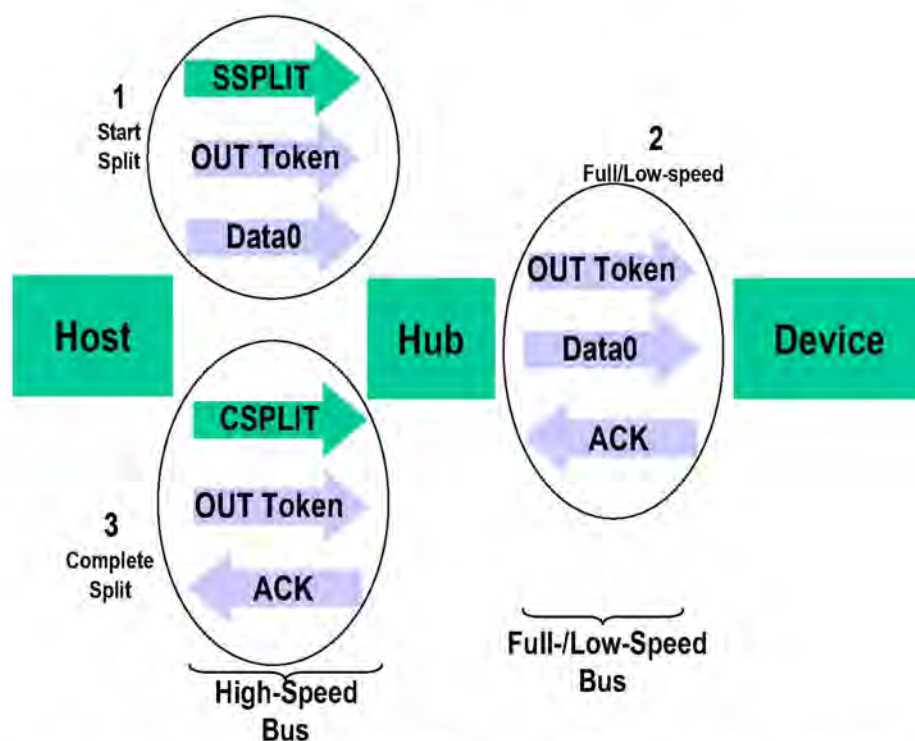 1
Start
Split
SSPLIT
OUT Token
Data0
2
Full/Low-speed
OUT Token
Data0
ACK
Host
Hub
Device
3
Complete
Split
CSPLIT
OUT Token
ACK
High-Speed
Bus
Full-/Low-Speed
Bus